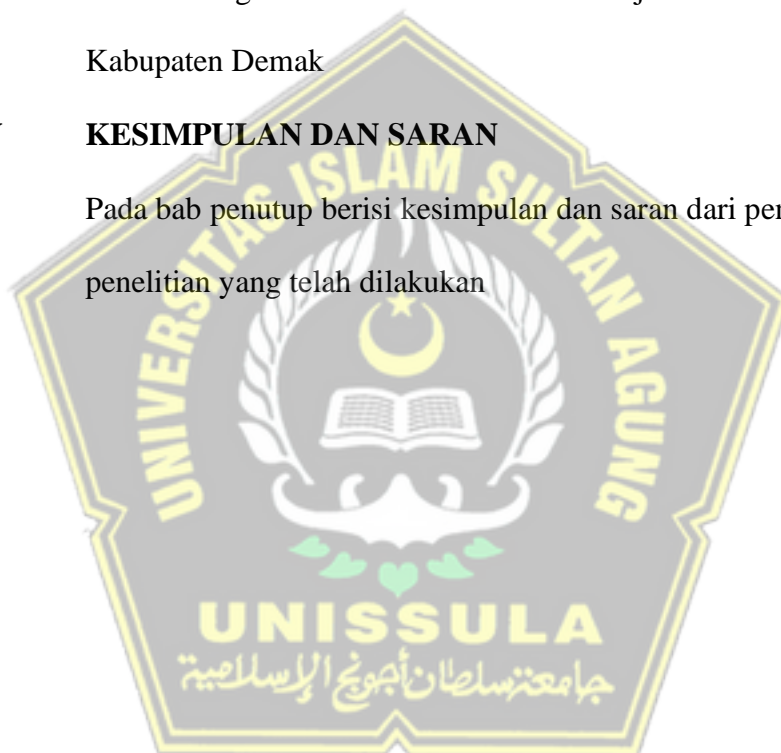 Kabupaten Demak
KESIMPULAN DAN SARAN
Pada bab penutup berisi kesimpulan dan saran dari
penelitian yang telah dilakukan
UNIVERSITAS ISLAM SULTAN AGUNG
UNISSULA
جامعة سلطان أجونج الإسلامية